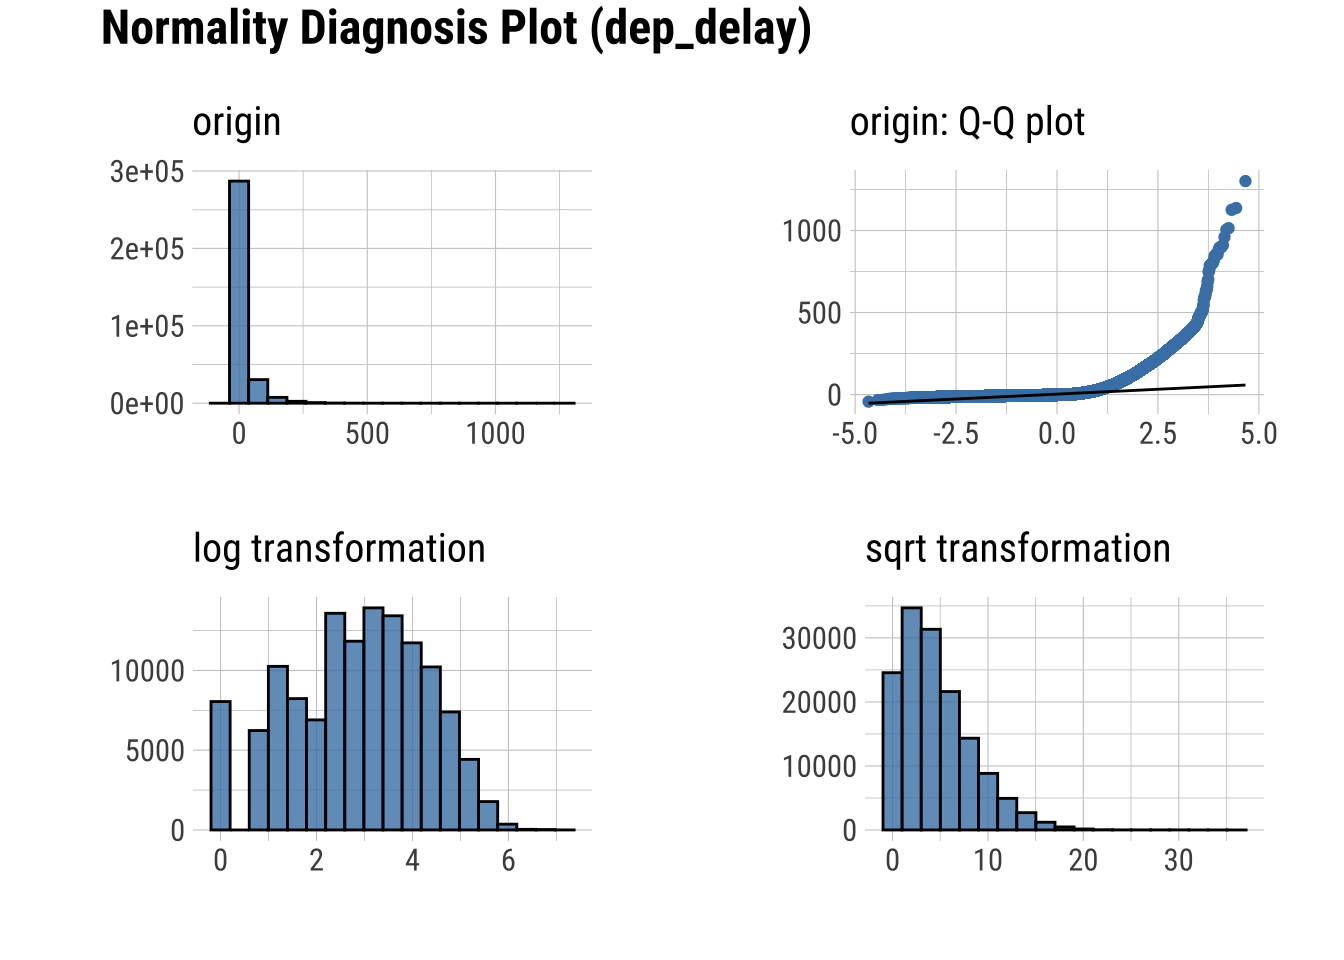 Normality Diagnosis Plot (dep_delay)
origin
3e+05
2e+05
1e+05
0e+00
0 500 1000
origin: Q-Q plot
1000
500
0
-5.0 -2.5 0.0 2.5 5.0
log transformation
10000
5000
0
0 2 4 6
sqrt transformation
30000
20000
10000
0
0 10 20 30